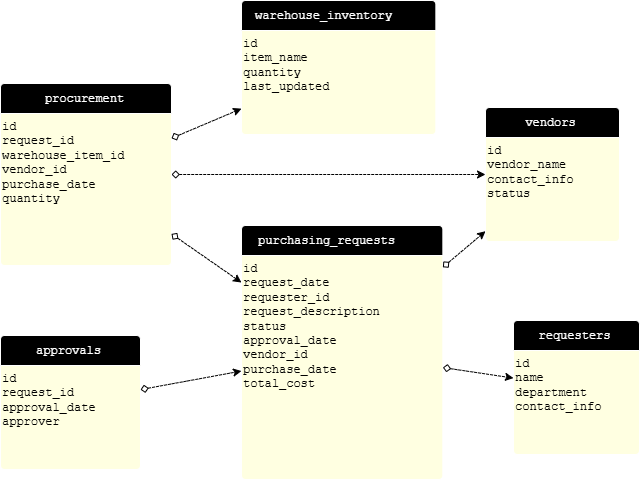 warehouse_inventory
id
item_name
quantity
last_updated
procurement
id
request_id
warehouse_item_id
vendor_id
purchase_date
quantity
vendors
id
vendor_name
contact_info
status
purchasing_requests
id
request_date
requester_id
request_description
status
approval_date
vendor_id
purchase_date
total_cost
approvals
id
request_id
approval_date
approver
requesters
id
name
department
contact_info